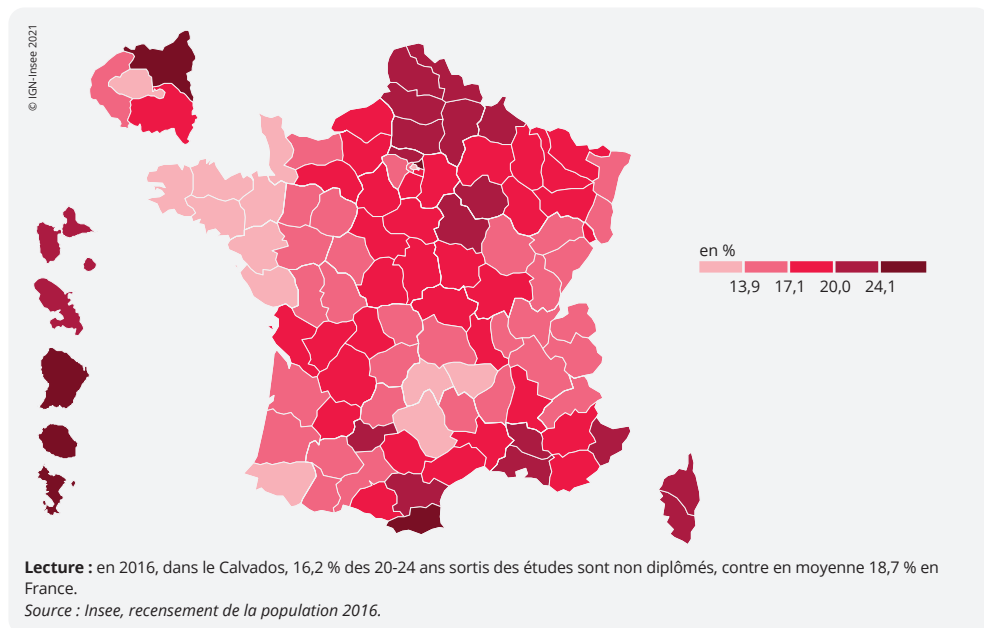 © IGN-Insee 2021
en %
13,9 17,1 20,0 24,1
Lecture : en 2016, dans le Calvados, 16,2 % des 20-24 ans sortis des études sont non diplômés, contre en moyenne 18,7 % en
France.
Source : Insee, recensement de la population 2016.